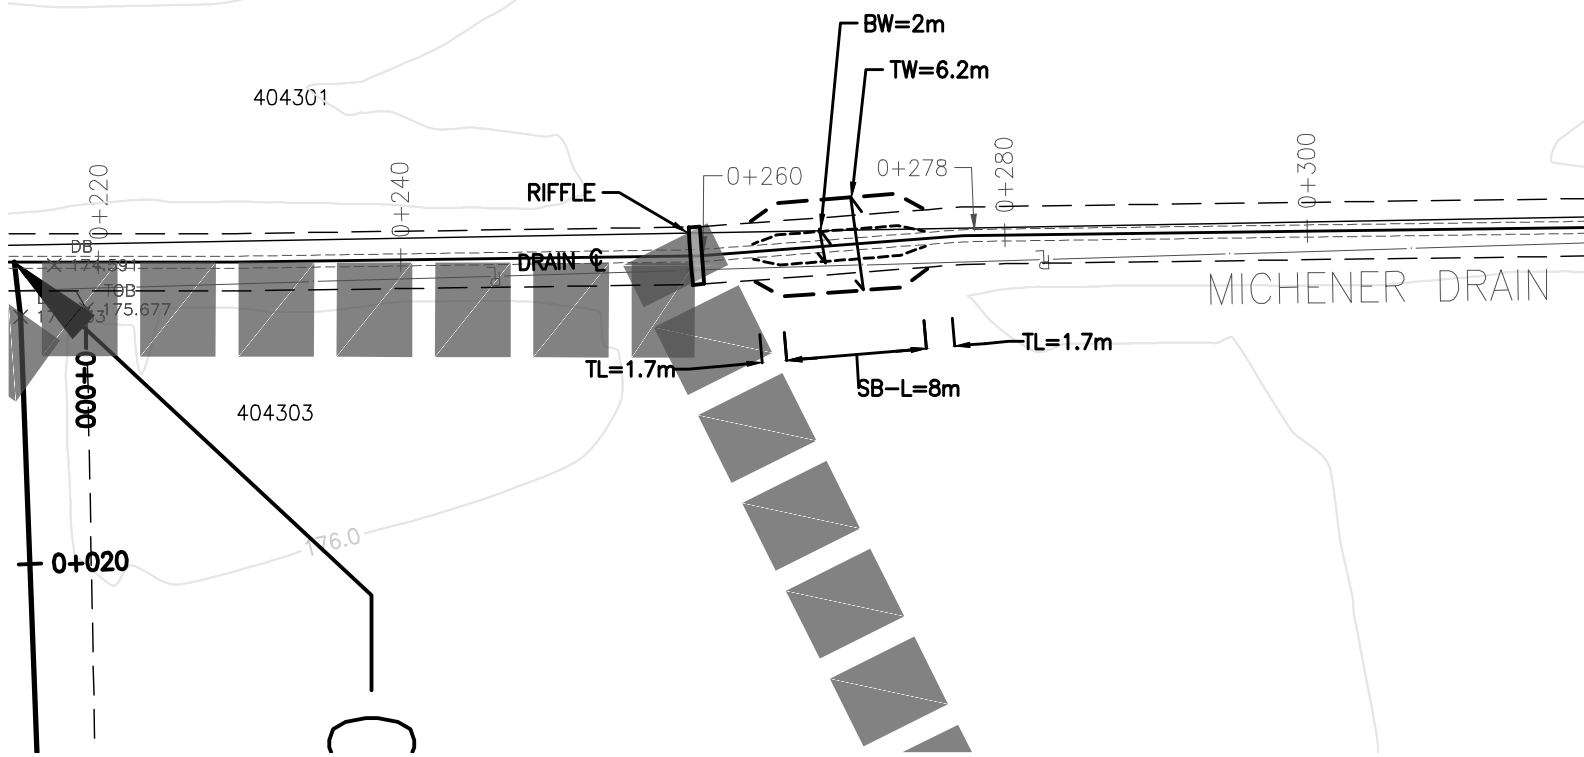 BW=2m
TW=6.2m
404301
0+220
0+240
RIFFLE
0+260
0+278
0+280
0+300
DB
174.591
DRAIN ℄
TOB
175.677
MICHENER DRAIN
TL=1.7m
TL=1.7m
SB-L=8m
0+000
404303
176.0
0+020